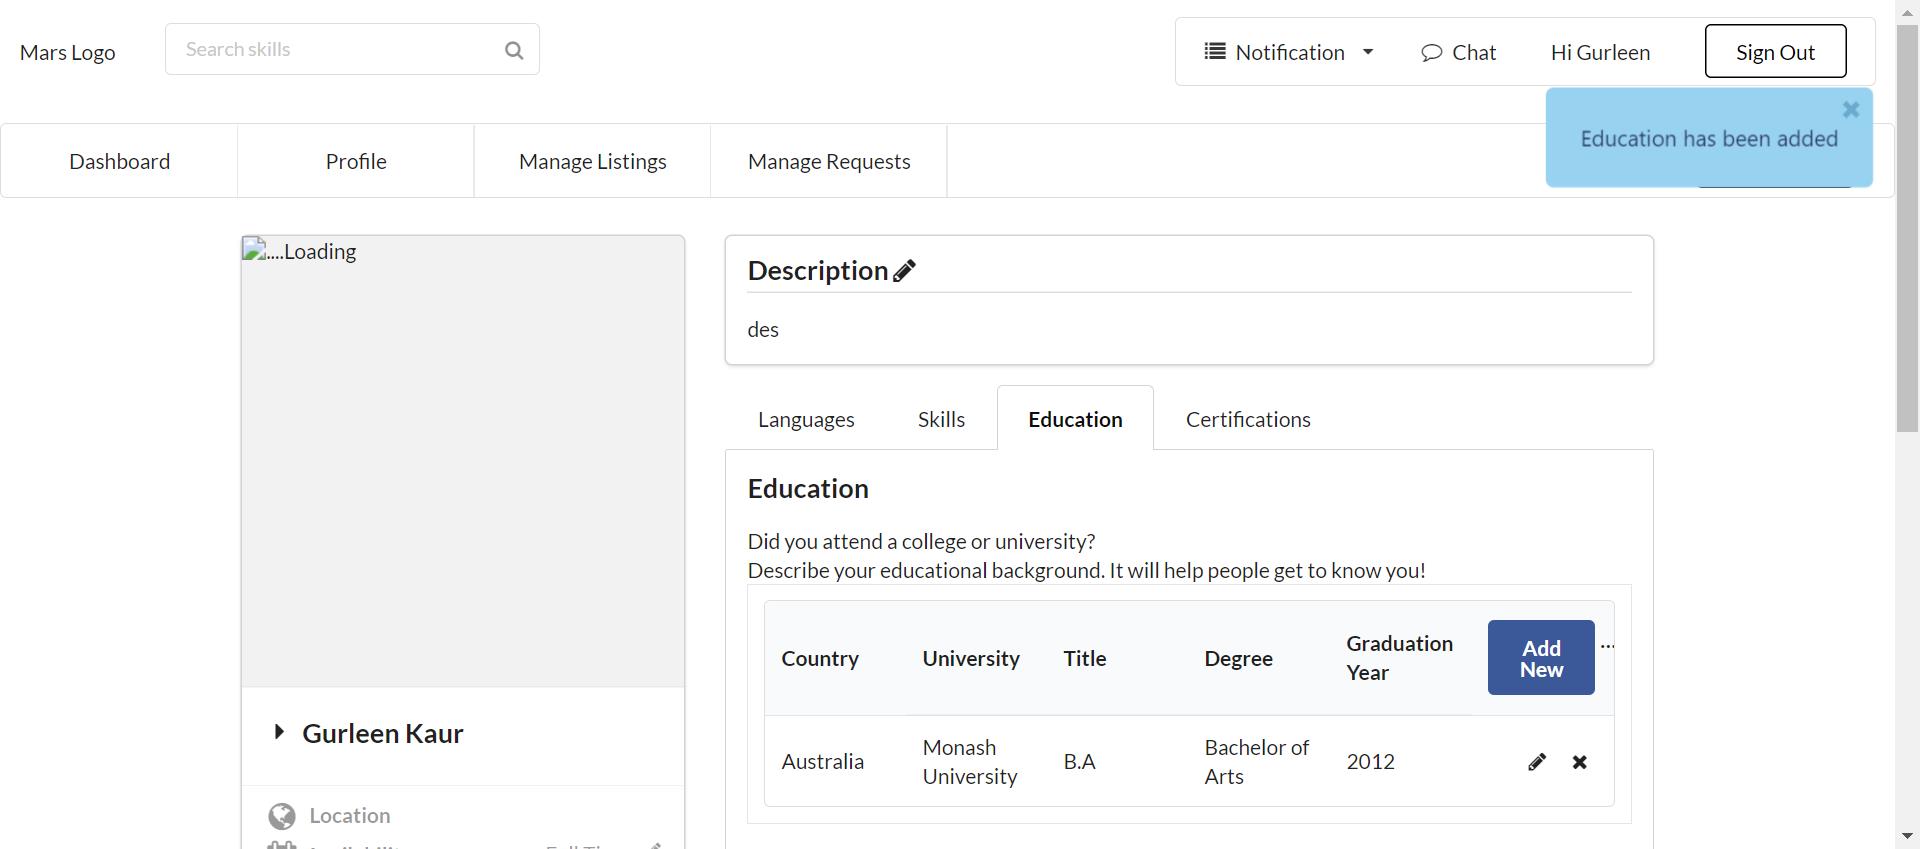 Mars Logo
Search skills
Notification
Chat
Hi Gurleen
Sign Out
Education has been added
Dashboard
Profile
Manage Listings
Manage Requests
....Loading
Description
des
Languages
Skills
Education
Certifications
Education
Did you attend a college or university?
Describe your educational background. It will help people get to know you!
Country
University
Title
Degree
Graduation
Year
Add
New
...
Australia
Monash
University
B.A
Bachelor of
Arts
2012
Gurleen Kaur
Location